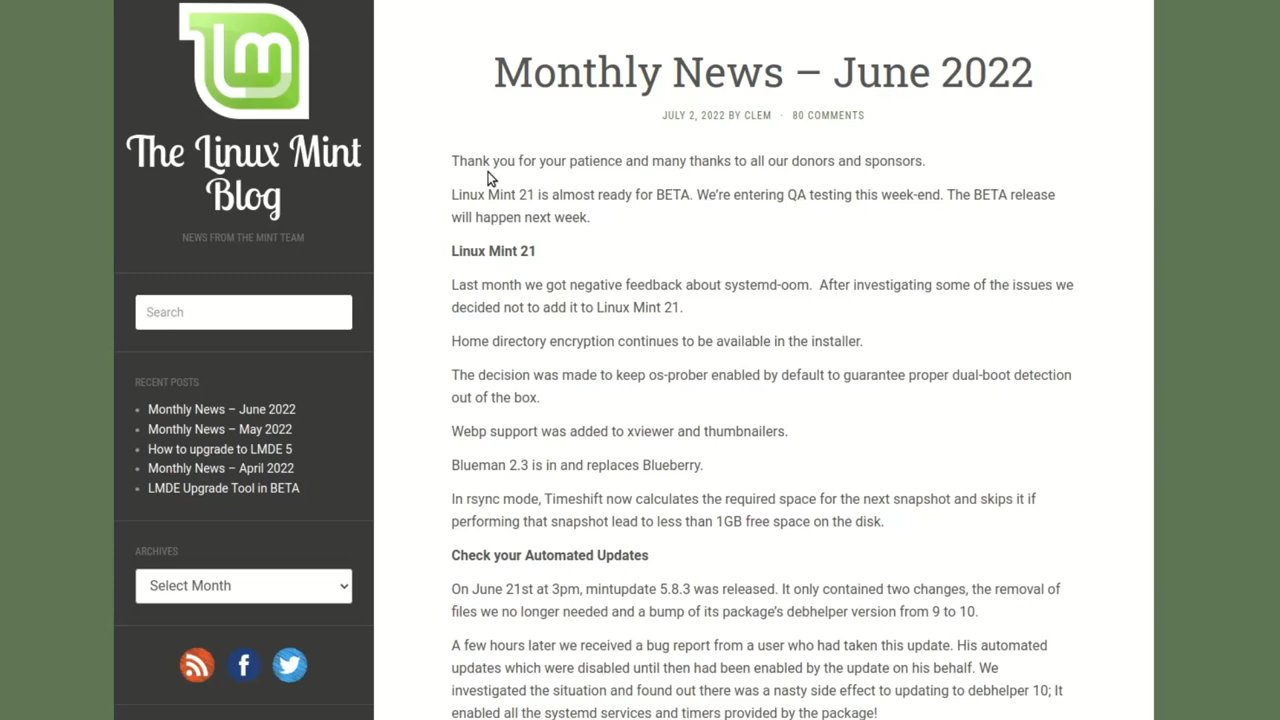 lm
The Linux Mint
Blog
NEWS FROM THE MINT TEAM
Search
RECENT POSTS
Monthly News – June 2022
Monthly News – May 2022
How to upgrade to LMDE 5
Monthly News – April 2022
LMDE Upgrade Tool in BETA
ARCHIVES
Select Month
Monthly News – June 2022
JULY 2, 2022 BY CLEM · 80 COMMENTS
Thank you for your patience and many thanks to all our donors and sponsors.
Linux Mint 21 is almost ready for BETA. We’re entering QA testing this week-end. The BETA release
will happen next week.
Linux Mint 21
Last month we got negative feedback about systemd-oom.  After investigating some of the issues we
decided not to add it to Linux Mint 21.
Home directory encryption continues to be available in the installer.
The decision was made to keep os-prober enabled by default to guarantee proper dual-boot detection
out of the box.
Webp support was added to xviewer and thumbnailers.
Blueman 2.3 is in and replaces Blueberry.
In rsync mode, Timeshift now calculates the required space for the next snapshot and skips it if
performing that snapshot lead to less than 1GB free space on the disk.
Check your Automated Updates
On June 21st at 3pm, mintupdate 5.8.3 was released. It only contained two changes, the removal of
files we no longer needed and a bump of its package’s debhelper version from 9 to 10.
A few hours later we received a bug report from a user who had taken this update. His automated
updates which were disabled until then had been enabled by the update on his behalf. We
investigated the situation and found out there was a nasty side effect to updating to debhelper 10; It
enabled all the systemd services and timers provided by the package!